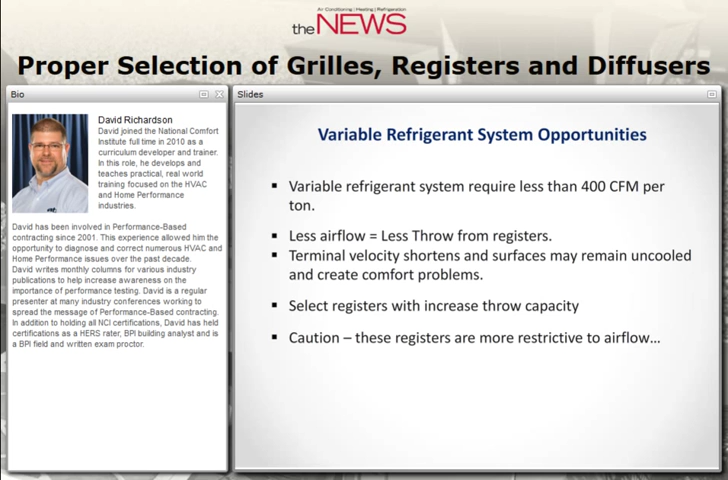 Air Conditioning | Heating | Refrigeration
the NEWS
Proper Selection of Grilles, Registers and Diffusers
Bio
David Richardson
David joined the National Comfort
Institute full time in 2010 as a
curriculum developer and trainer.
In this role, he develops and
teaches practical, real world
training focused on the HVAC
and Home Performance
industries.
David has been involved in Performance-Based
contracting since 2001. This experience allowed him the
opportunity to diagnose and correct numerous HVAC and
Home Performance issues over the past decade.
David writes monthly columns for various industry
publications to help increase awareness on the
importance of performance testing. David is a regular
presenter at many industry conferences working to
spread the message of Performance-Based contracting.
In addition to holding all NCI certifications, David has held
certifications as a HERS rater, BPI building analyst and is
a BPI field and written exam proctor.
Slides
Variable Refrigerant System Opportunities
▪ Variable refrigerant system require less than 400 CFM per
ton.
▪ Less airflow = Less Throw from registers.
▪ Terminal velocity shortens and surfaces may remain uncooled
and create comfort problems.
▪ Select registers with increase throw capacity
▪ Caution – these registers are more restrictive to airflow…